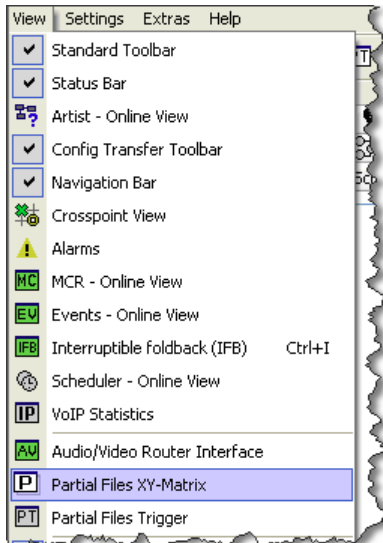 View Settings Extras Help
Standard Toolbar
Status Bar
Artist - Online View
Config Transfer Toolbar
Navigation Bar
Crosspoint View
Alarms
MC MCR - Online View
EV Events - Online View
IFB Interruptible foldback (IFB) Ctrl+I
Scheduler - Online View
IP VoIP Statistics
AV Audio/Video Router Interface
P Partial Files XY-Matrix
PT Partial Files Trigger